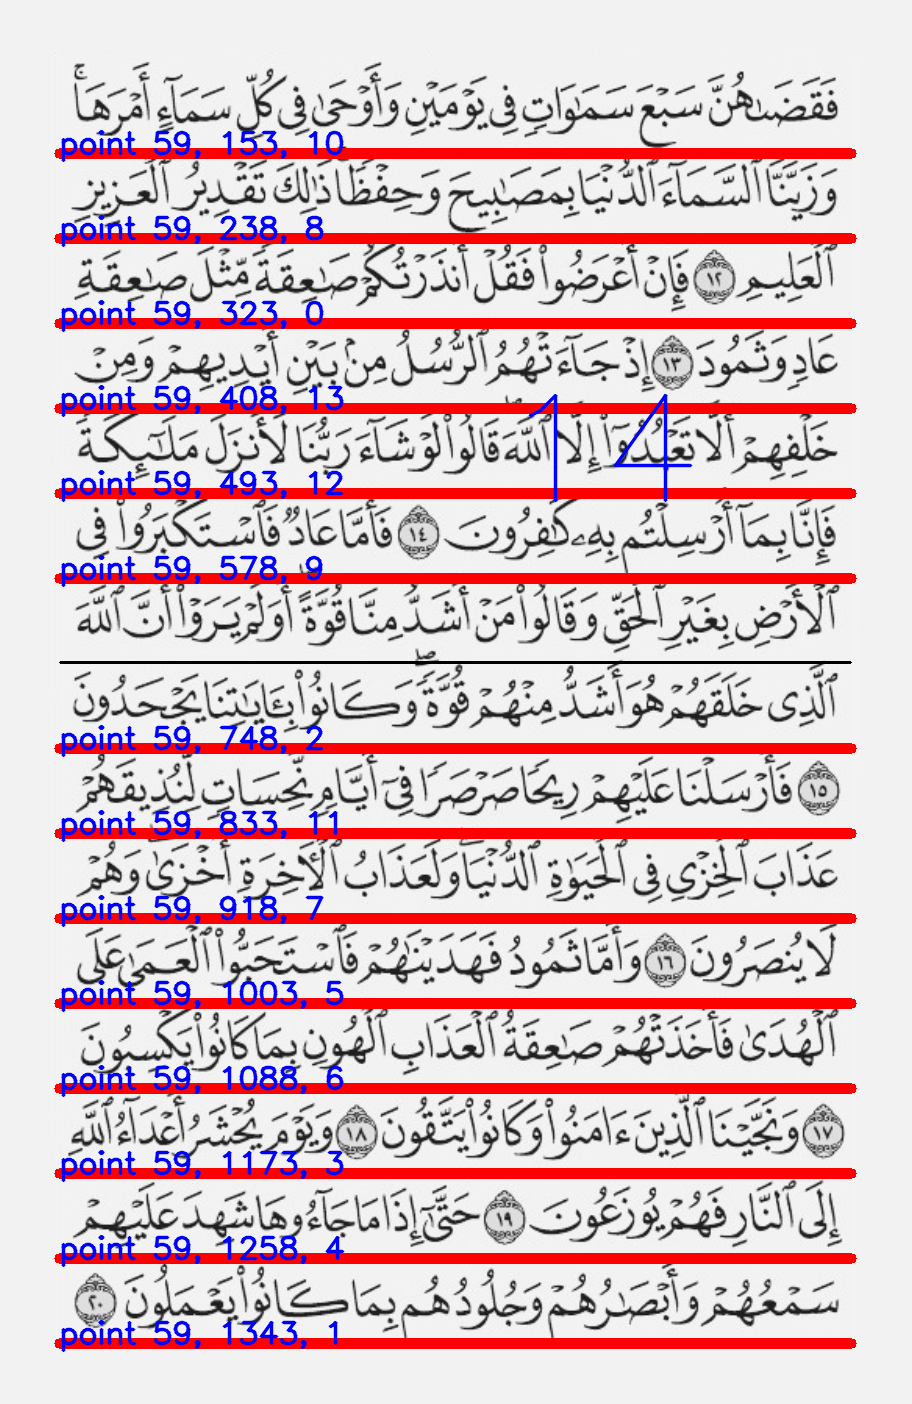 فَقَضَىٰهُنَّ سَبْعَ سَمَٰوَاتٍ فِى يَوْمَيْنِ وَأَوْحَىٰ فِى كُلِّ سَمَآءٍ أَمْرَهَا ۚ
point 59, 153, 10
وَزَيَّنَّا ٱلسَّمَآءَ ٱلدُّنْيَا بِمَصَٰبِيحَ وَحِفْظًا ۚ ذَٰلِكَ تَقْدِيرُ ٱلْعَزِيزِ
point 59, 238, 8
ٱلْعَلِيمِ ١٢ فَإِنْ أَعْرَضُوا۟ فَقُلْ أَنذَرْتُكُمْ صَٰعِقَةً مِّثْلَ صَٰعِقَةِ
point 59, 323, 0
عَادٍ وَثَمُودَ ١٣ إِذْ جَآءَتْهُمُ ٱلرُّسُلُ مِنۢ بَيْنِ أَيْدِيهِمْ وَمِنْ
point 59, 408, 13
خَلْفِهِمْ أَلَّا تَعْبُدُوٓا۟ إِلَّا ٱللَّهَ ۖ قَالُوا۟ لَوْ شَآءَ رَبُّنَا لَأَنزَلَ مَلَٰٓئِكَةً
14
point 59, 493, 12
فَإِنَّا بِمَآ أُرْسِلْتُم بِهِۦ كَٰفِرُونَ ١٤ فَأَمَّا عَادٌ فَٱسْتَكْبَرُوا۟ فِى
point 59, 578, 9
ٱلْأَرْضِ بِغَيْرِ ٱلْحَقِّ وَقَالُوا۟ مَنْ أَشَدُّ مِنَّا قُوَّةً ۖ أَوَلَمْ يَرَوْا۟ أَنَّ ٱللَّهَ
ٱلَّذِى خَلَقَهُمْ هُوَ أَشَدُّ مِنْهُمْ قُوَّةً ۖ وَكَانُوا۟ بِـَٔايَٰتِنَا يَجْحَدُونَ
point 59, 748, 2
١٥ فَأَرْسَلْنَا عَلَيْهِمْ رِيحًا صَرْصَرًا فِىٓ أَيَّامٍ نَّحِسَاتٍ لِّنُذِيقَهُمْ
point 59, 833, 11
عَذَابَ ٱلْخِزْىِ فِى ٱلْحَيَوٰةِ ٱلدُّنْيَا ۖ وَلَعَذَابُ ٱلْـَٔاخِرَةِ أَخْزَىٰ ۖ وَهُمْ
point 59, 918, 7
لَا يُنصَرُونَ ١٦ وَأَمَّا ثَمُودُ فَهَدَيْنَٰهُمْ فَٱسْتَحَبُّوا۟ ٱلْعَمَىٰ عَلَى
point 59, 1003, 5
ٱلْهُدَىٰ فَأَخَذَتْهُمْ صَٰعِقَةُ ٱلْعَذَابِ ٱلْهُونِ بِمَا كَانُوا۟ يَكْسِبُونَ
point 59, 1088, 6
١٧ وَنَجَّيْنَا ٱلَّذِينَ ءَامَنُوا۟ وَكَانُوا۟ يَتَّقُونَ ١٨ وَيَوْمَ يُحْشَرُ أَعْدَآءُ ٱللَّهِ
point 59, 1173, 3
إِلَى ٱلنَّارِ فَهُمْ يُوزَعُونَ ١٩ حَتَّىٰٓ إِذَا مَا جَآءُوهَا شَهِدَ عَلَيْهِمْ
point 59, 1258, 4
سَمْعُهُمْ وَأَبْصَٰرُهُمْ وَجُلُودُهُم بِمَا كَانُوا۟ يَعْمَلُونَ ٢٠
point 59, 1343, 1